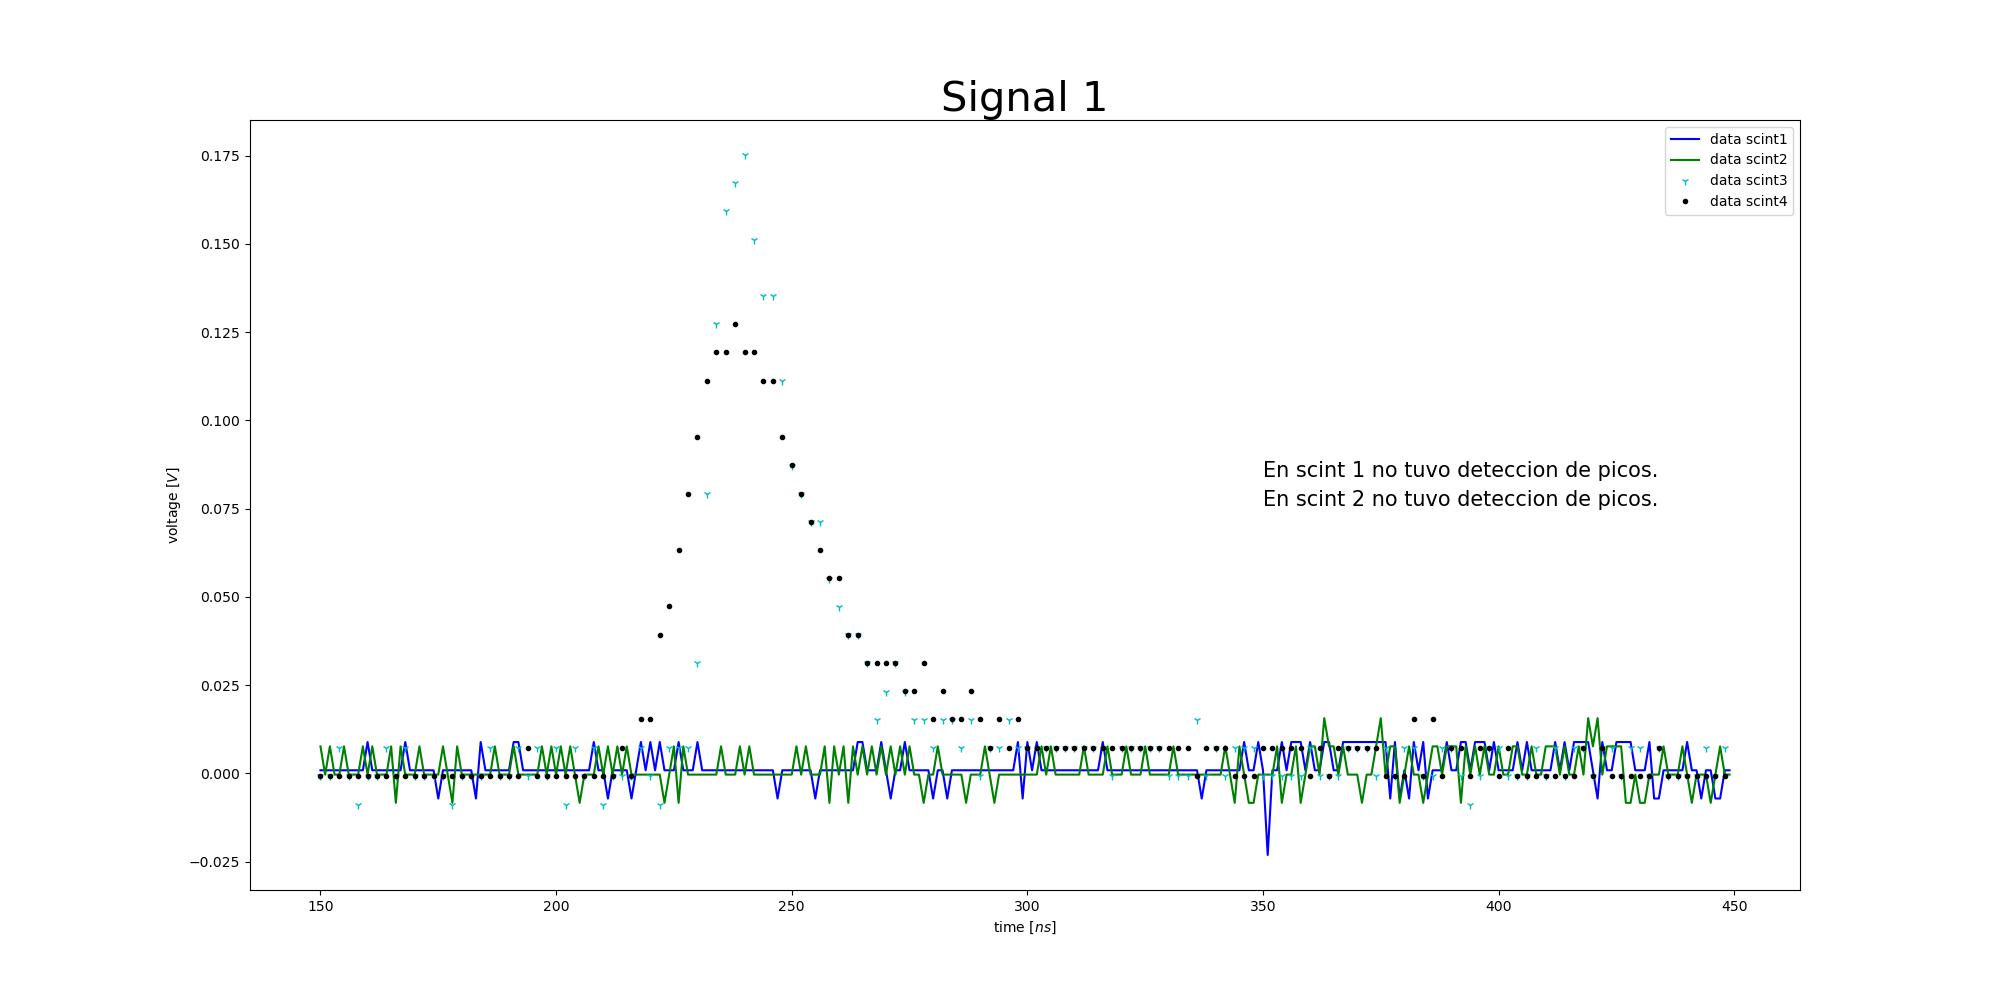 Signal 1
data scint1
data scint2
data scint3
data scint4
0.175
0.150
0.125
0.100
0.075
0.050
0.025
0.000
−0.025
voltage [V]
En scint 1 no tuvo deteccion de picos.
En scint 2 no tuvo deteccion de picos.
150 200 250 300 350 400 450
time [ns]